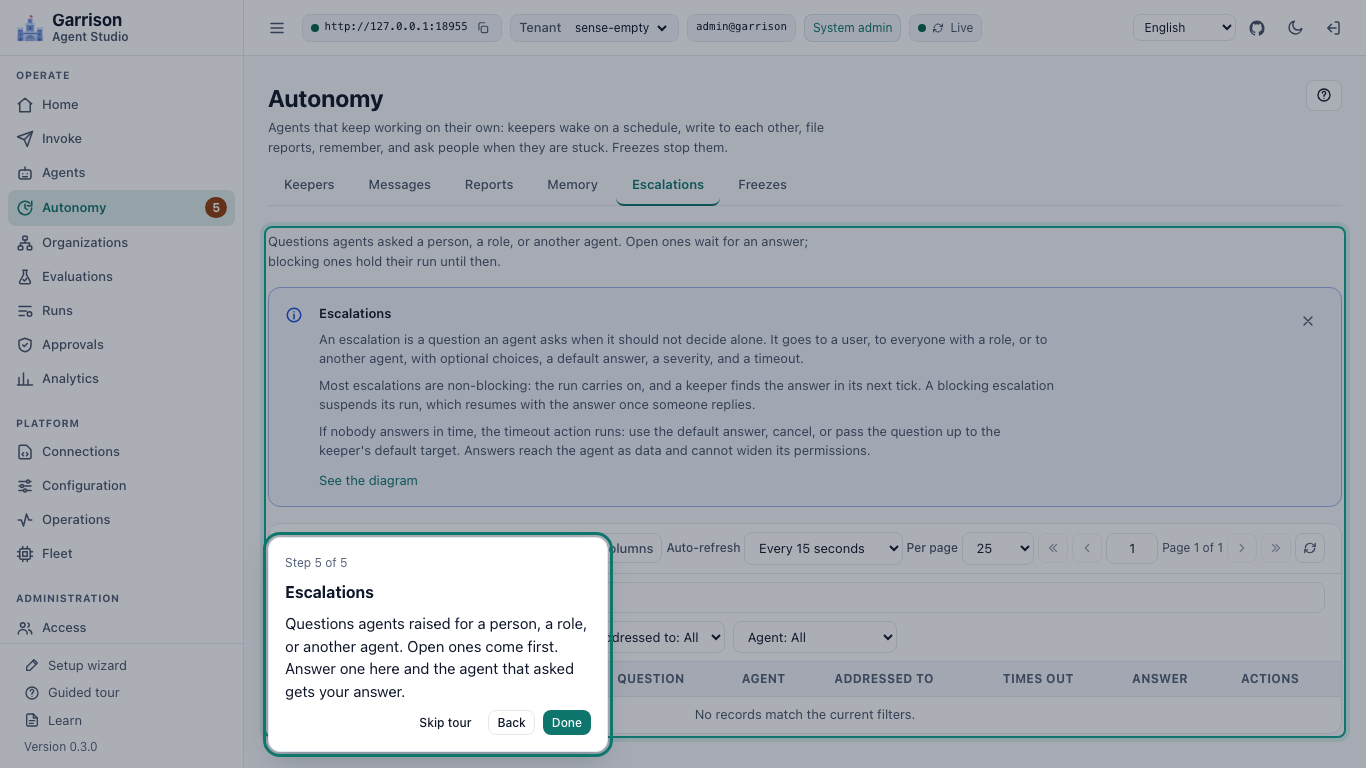 Garrison
Agent Studio
http://127.0.0.1:18955
Tenant sense-empty
admin@garrison
System admin
Live
English
OPERATE
Home
Invoke
Agents
Autonomy 5
Organizations
Evaluations
Runs
Approvals
Analytics
PLATFORM
Connections
Configuration
Operations
Fleet
ADMINISTRATION
Access
Setup wizard
Guided tour
Learn
Version 0.3.0
Autonomy
Agents that keep working on their own: keepers wake on a schedule, write to each other, file
reports, remember, and ask people when they are stuck. Freezes stop them.
Keepers Messages Reports Memory Escalations Freezes
Questions agents asked a person, a role, or another agent. Open ones wait for an answer;
blocking ones hold their run until then.
Escalations
An escalation is a question an agent asks when it should not decide alone. It goes to a user, to everyone with a role, or to
another agent, with optional choices, a default answer, a severity, and a timeout.
Most escalations are non-blocking: the run carries on, and a keeper finds the answer in its next tick. A blocking escalation
suspends its run, which resumes with the answer once someone replies.
If nobody answers in time, the timeout action runs: use the default answer, cancel, or pass the question up to the
keeper's default target. Answers reach the agent as data and cannot widen its permissions.
See the diagram
Auto-refresh Every 15 seconds Per page 25 1 Page 1 of 1
to: All Agent: All
QUESTION AGENT ADDRESSED TO TIMES OUT ANSWER ACTIONS
No records match the current filters.
Step 5 of 5
Escalations
Questions agents raised for a person, a role,
or another agent. Open ones come first.
Answer one here and the agent that asked
gets your answer.
Skip tour Back Done